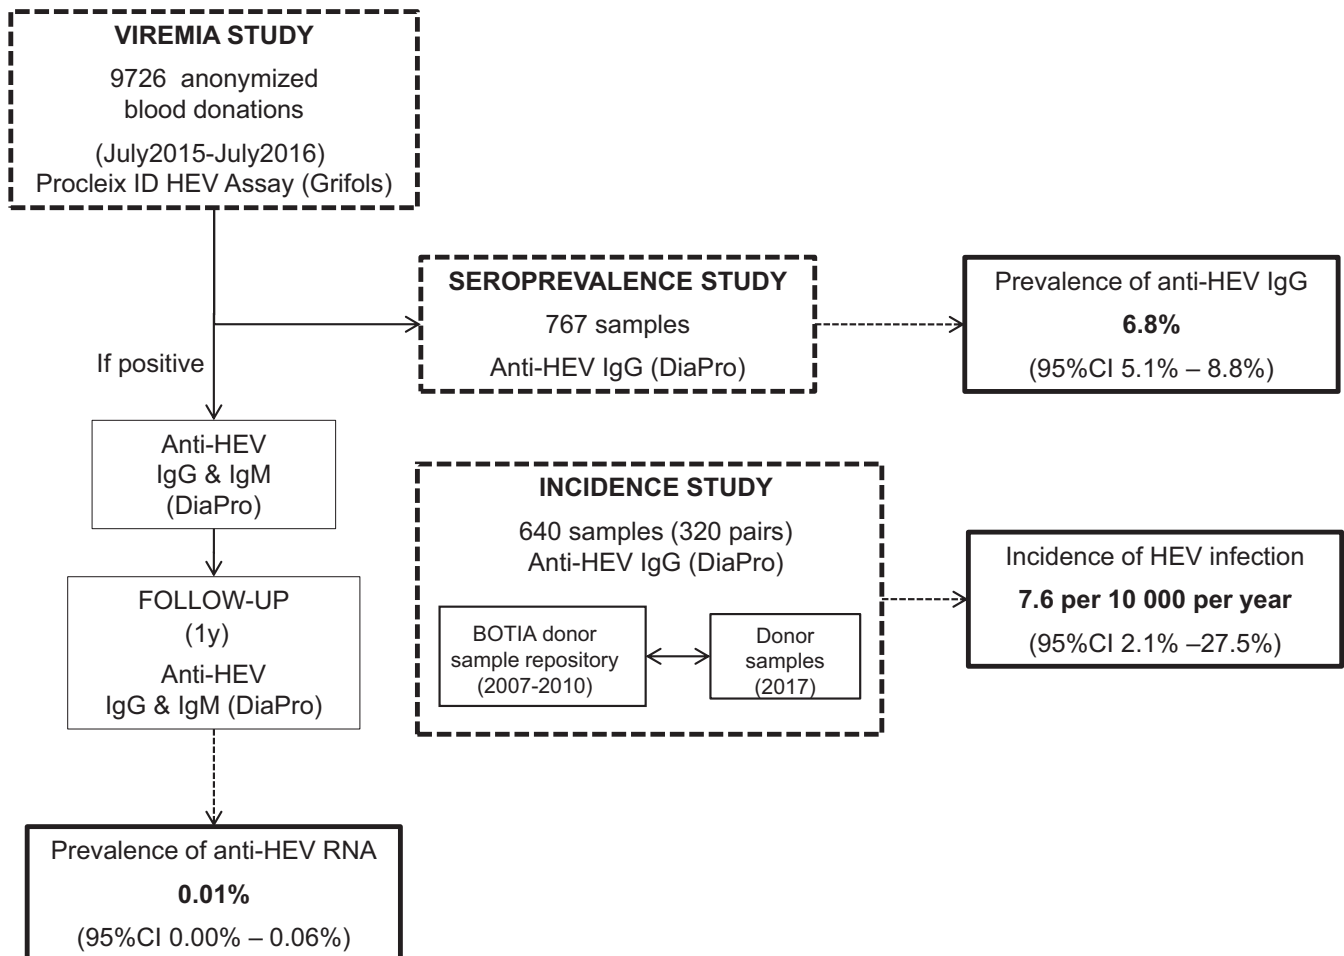 VIREMIA STUDY
9726 anonymized
blood donations
(July2015-July2016)
Procleix ID HEV Assay (Grifols)
SEROPREVALENCE STUDY
767 samples
Anti-HEV IgG (DiaPro)
Prevalence of anti-HEV IgG
6.8%
(95%CI 5.1% – 8.8%)
If positive
Anti-HEV
IgG & IgM
(DiaPro)
FOLLOW-UP
(1y)
Anti-HEV
IgG & IgM (DiaPro)
INCIDENCE STUDY
640 samples (320 pairs)
Anti-HEV IgG (DiaPro)
BOTIA donor
sample repository
(2007-2010)
Donor
samples
(2017)
Incidence of HEV infection
7.6 per 10 000 per year
(95%CI 2.1% –27.5%)
Prevalence of anti-HEV RNA
0.01%
(95%CI 0.00% – 0.06%)